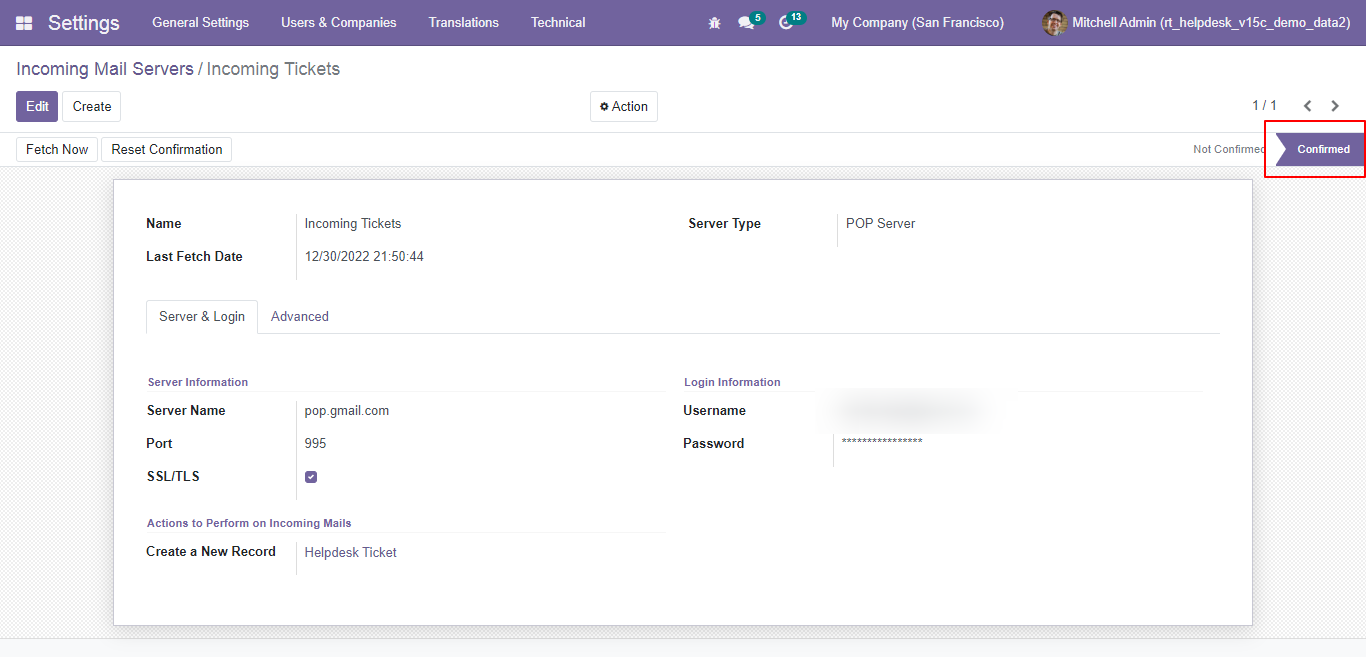 Settings General Settings Users & Companies Translations Technical 5 13 My Company (San Francisco) Mitchell Admin (rt_helpdesk_v15c_demo_data2)
Incoming Mail Servers / Incoming Tickets
Edit Create Action 1 / 1
Fetch Now Reset Confirmation Not Confirmed Confirmed
Name Incoming Tickets Server Type POP Server
Last Fetch Date 12/30/2022 21:50:44
Server & Login Advanced
Server Information Login Information
Server Name pop.gmail.com Username
Port 995 Password ****************
SSL/TLS
Actions to Perform on Incoming Mails
Create a New Record Helpdesk Ticket